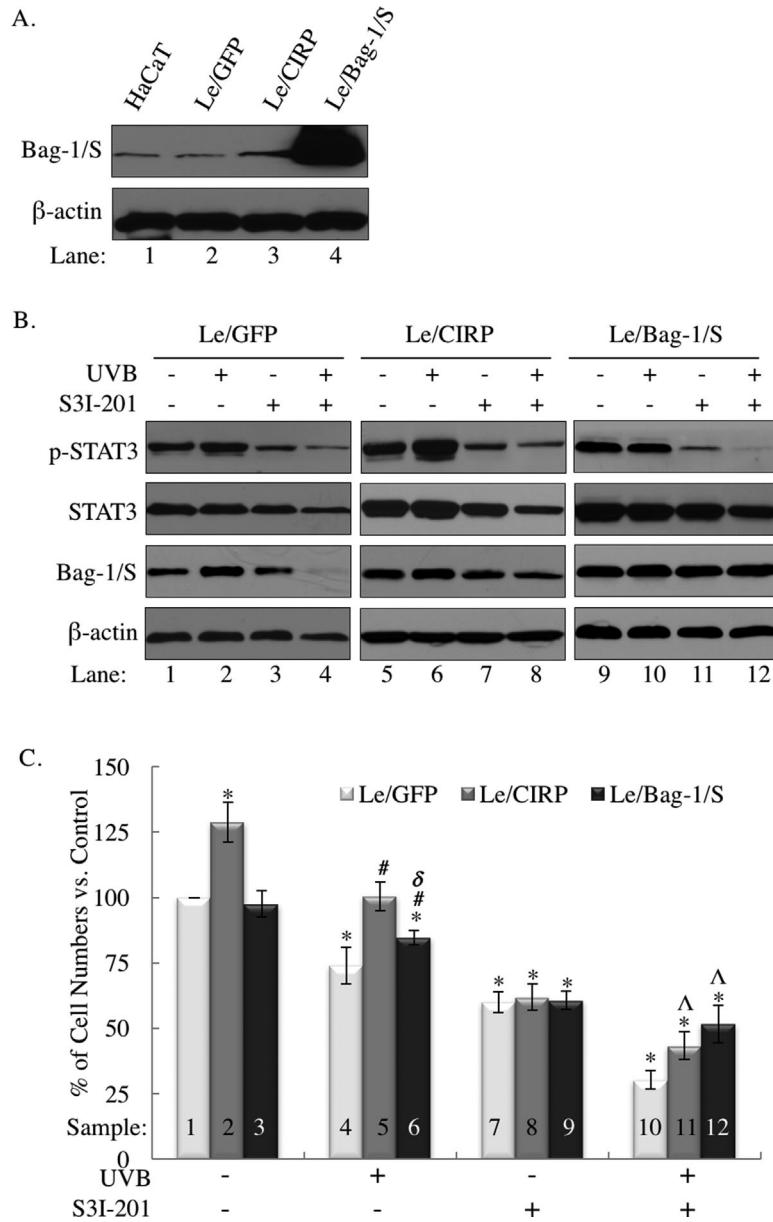 A.
HaCaT Le/GFP Le/CIRP Le/Bag-1/S
Bag-1/S
β-actin
Lane: 1 2 3 4
B.
Le/GFP Le/CIRP Le/Bag-1/S
UVB - + - + - + - + - + - +
S3I-201 - - + + - - + + - - + +
p-STAT3
STAT3
Bag-1/S
β-actin
Lane: 1 2 3 4 5 6 7 8 9 10 11 12
C.
% of Cell Numbers vs. Control
150
125
100
75
50
25
0
Le/GFP Le/CIRP Le/Bag-1/S
*
* # δ # *
* * *
* Λ * Λ *
Sample: 1 2 3 4 5 6 7 8 9 10 11 12
UVB - + - +
S3I-201 - - + +